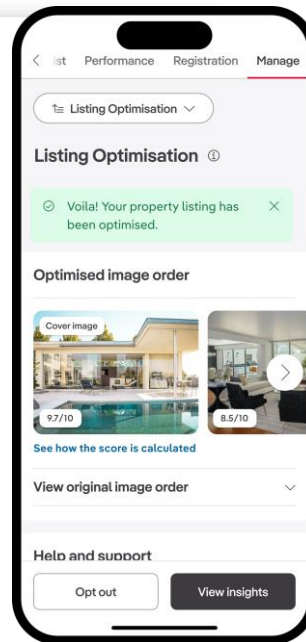 ist Performance Registration Manage
Listing Optimisation
Listing Optimisation
Voila! Your property listing has
been optimised.
Optimised image order
Cover image
9.7/10
8.5/10
See how the score is calculated
View original image order
Help and support
Opt out
View insights